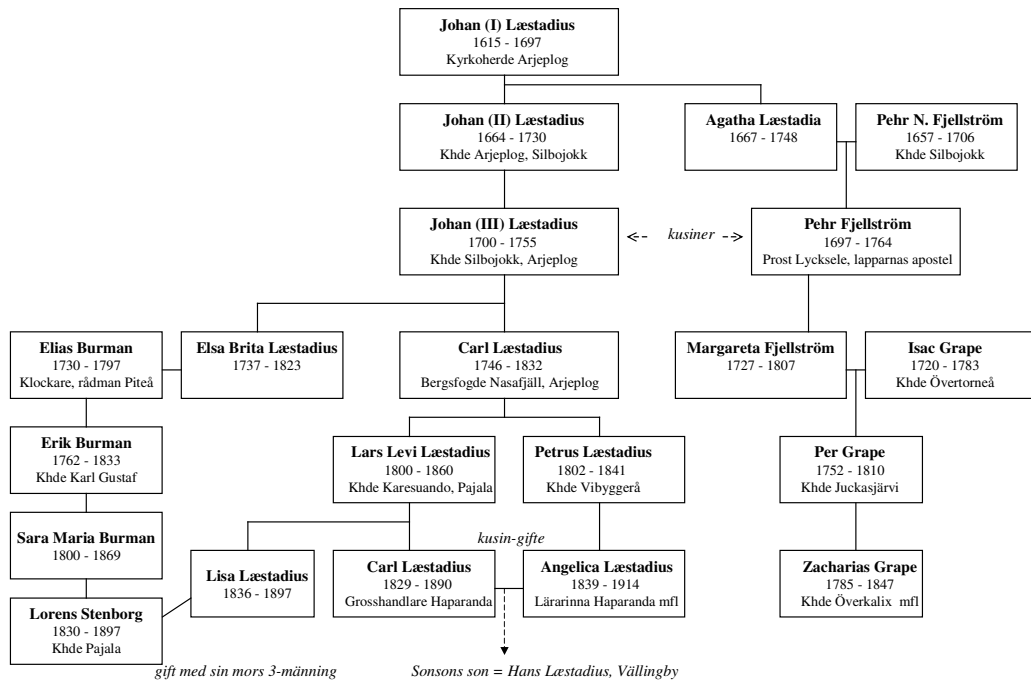 Johan (I) Læstadius
1615 - 1697
Kyrkoherde Arjeplog
Johan (II) Læstadius
1664 - 1730
Khde Arjeplog, Silbojokk
Agatha Læstadia
1667 - 1748
Pehr N. Fjellström
1657 - 1706
Khde Silbojokk
Johan (III) Læstadius
1700 - 1755
Khde Silbojokk, Arjeplog
kusiner
Pehr Fjellström
1697 - 1764
Prost Lycksele, lapparnas apostel
Elias Burman
1730 - 1797
Klockare, rådman Piteå
Elsa Brita Læstadius
1737 - 1823
Carl Læstadius
1746 - 1832
Bergsfogde Nasafjäll, Arjeplog
Margareta Fjellström
1727 - 1807
Isac Grape
1720 - 1783
Khde Övertorneå
Erik Burman
1762 - 1833
Khde Karl Gustaf
Lars Levi Læstadius
1800 - 1860
Khde Karesuando, Pajala
Petrus Læstadius
1802 - 1841
Khde Vibyggerå
Per Grape
1752 - 1810
Khde Juckasjärvi
Sara Maria Burman
1800 - 1869
kusin-gifte
Lisa Læstadius
1836 - 1897
Carl Læstadius
1829 - 1890
Grosshandlare Haparanda
Angelica Læstadius
1839 - 1914
Lärarinna Haparanda mfl
Zacharias Grape
1785 - 1847
Khde Överkalix mfl
Lorens Stenborg
1830 - 1897
Khde Pajala
gift med sin mors 3-männing
Sonsons son = Hans Læstadius, Vällingby